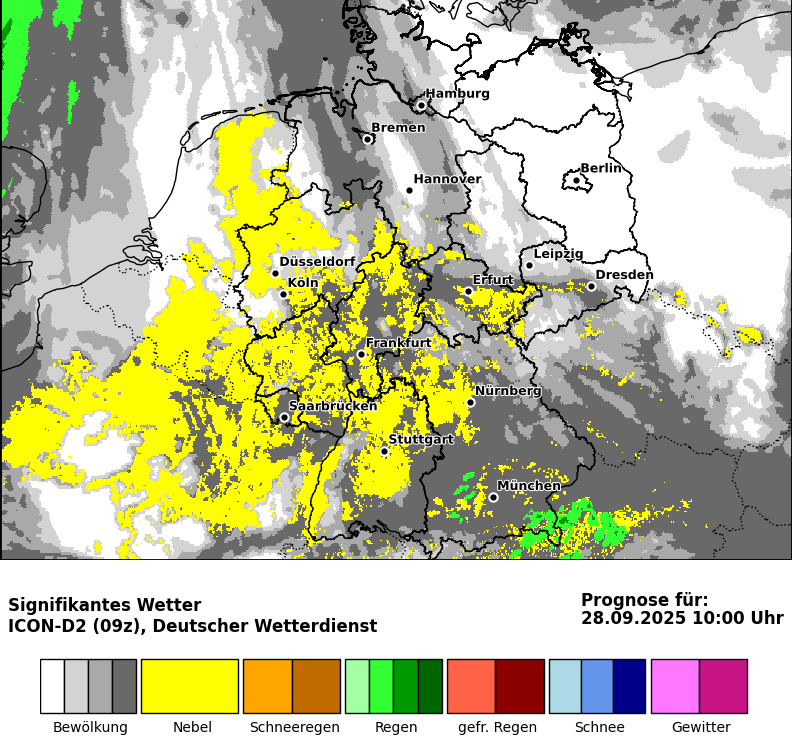 Hamburg
Bremen
Hannover
Berlin
Leipzig
Düsseldorf
Dresden
Köln
Erfurt
Frankfurt
Nürnberg
Saarbrücken
Stuttgart
München
Signifikantes Wetter
ICON-D2 (09z), Deutscher Wetterdienst
Prognose für:
28.09.2025 10:00 Uhr
Bewölkung Nebel Schneeregen Regen gefr. Regen Schnee Gewitter